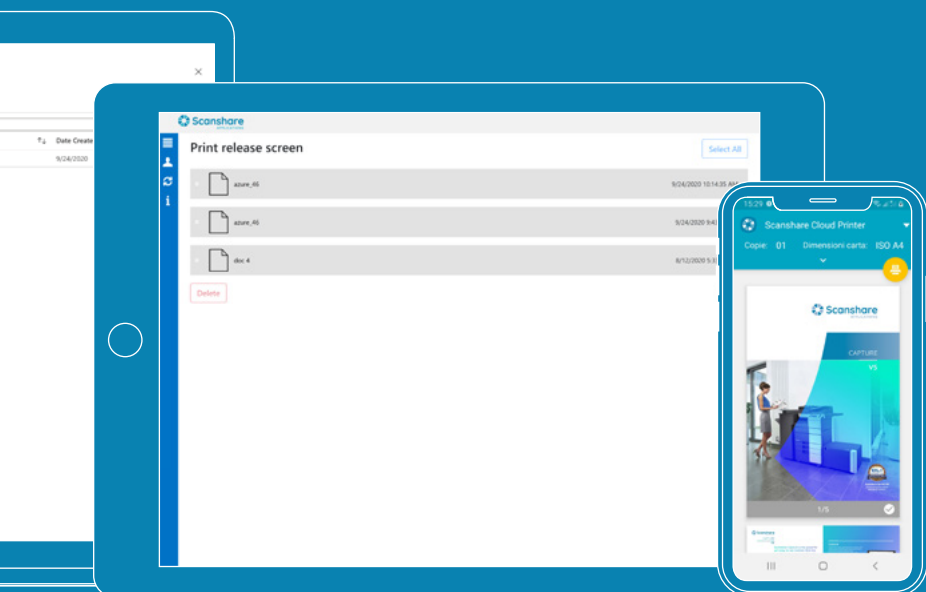 ×
Date Create
9/24/2020
Scanshare
APPLICATIONS
Print release screen
Select All
azure_46
9/24/2020 10:14:35 AM
azure_46
9/24/2020 9:4
doc 4
8/12/2020 5:3
Delete
15:29
Scanshare Cloud Printer
Copie: 01 Dimensioni carta: ISO A4
Scanshare
CAPTURE
V5
1/5
Scanshare